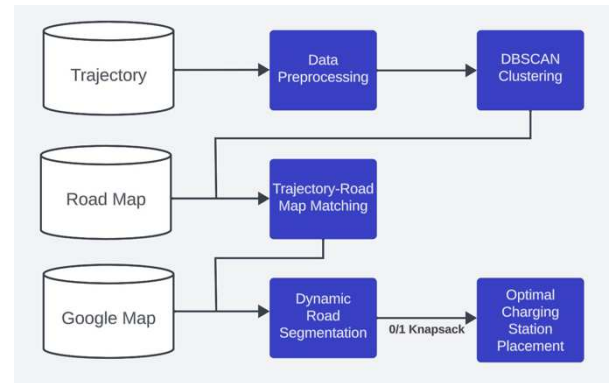 Trajectory
Data
Preprocessing
DBSCAN
Clustering
Road Map
Trajectory-Road
Map Matching
Google Map
Dynamic
Road
Segmentation
0/1 Knapsack
Optimal
Charging
Station
Placement